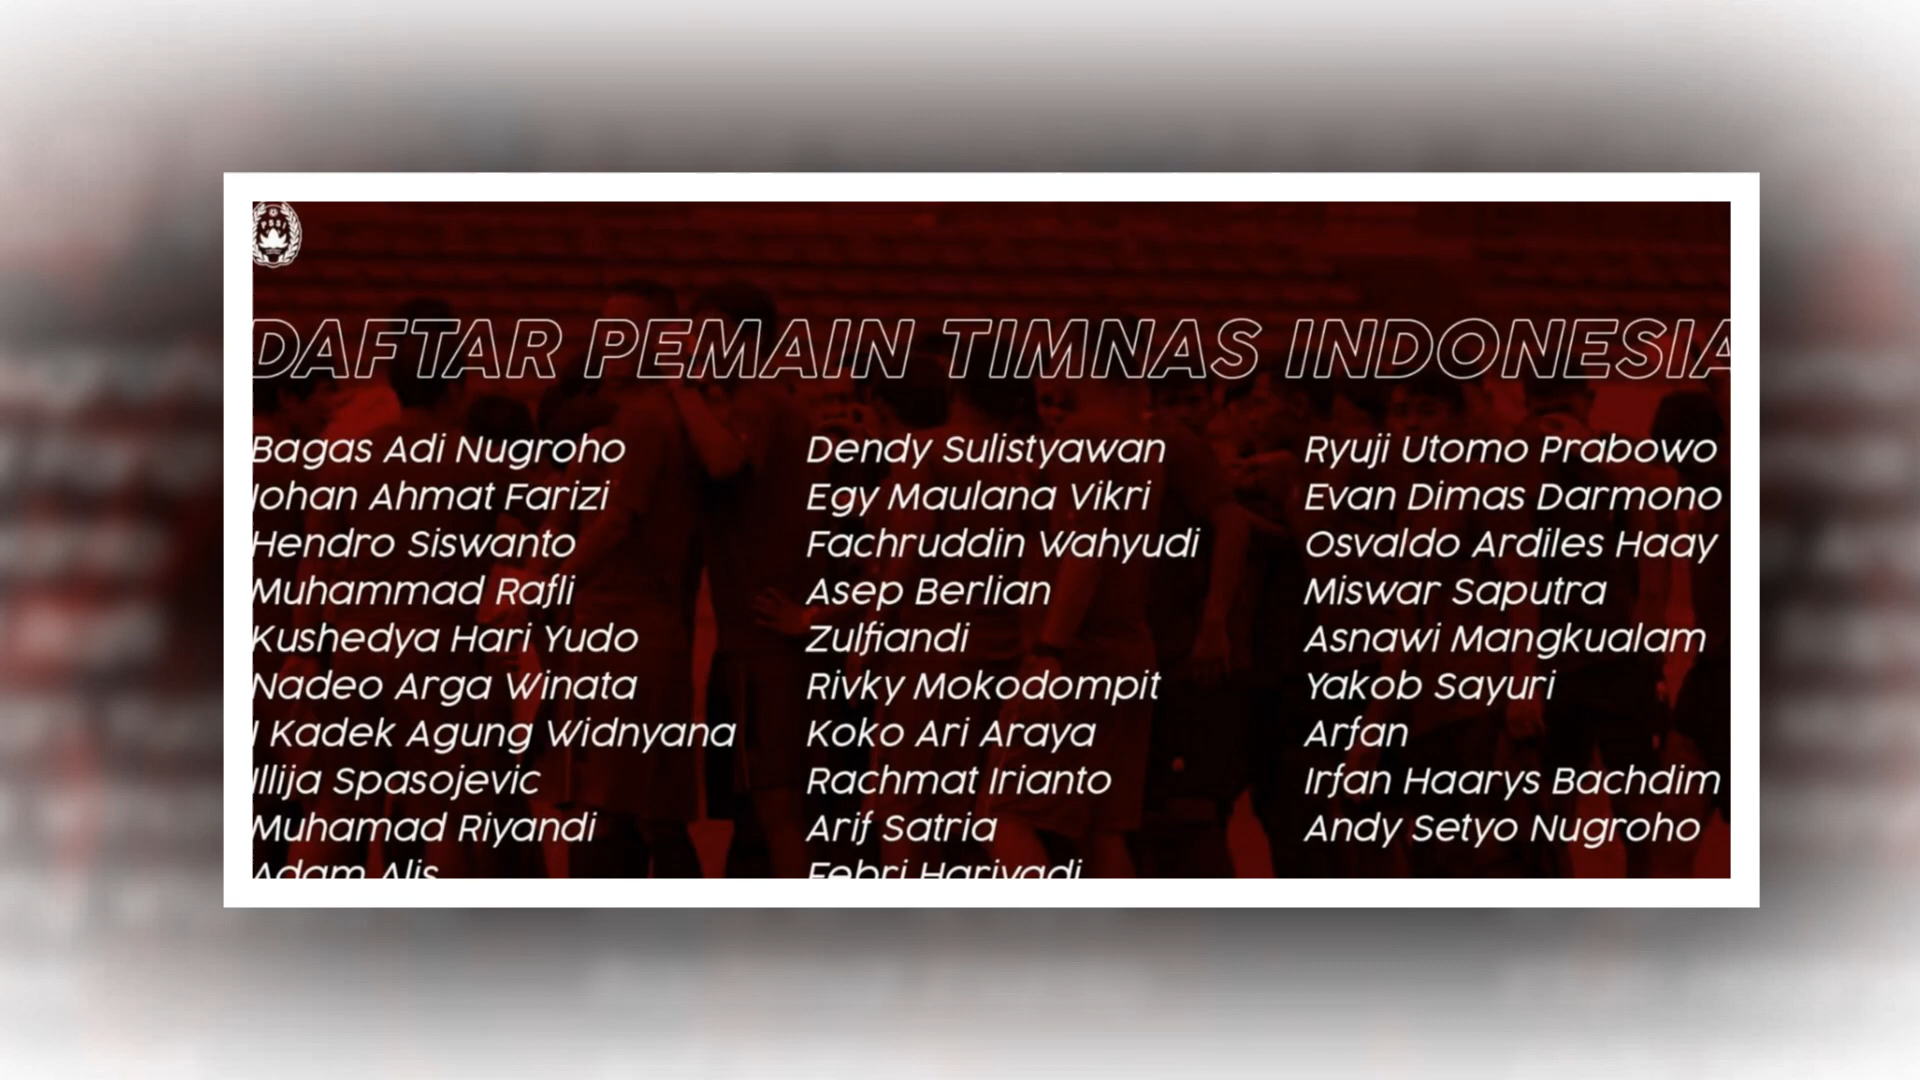 DAFTAR PEMAIN TIMNAS INDONESIA
Bagas Adi Nugroho
Johan Ahmat Farizi
Hendro Siswanto
Muhammad Rafli
Kushedya Hari Yudo
Nadeo Arga Winata
I Kadek Agung Widnyana
Illija Spasojevic
Muhamad Riyandi
Adam Alis
Dendy Sulistyawan
Egy Maulana Vikri
Fachruddin Wahyudi
Asep Berlian
Zulfiandi
Rivky Mokodompit
Koko Ari Araya
Rachmat Irianto
Arif Satria
Febri Hariyadi
Ryuji Utomo Prabowo
Evan Dimas Darmono
Osvaldo Ardiles Haay
Miswar Saputra
Asnawi Mangkualam
Yakob Sayuri
Arfan
Irfan Haarys Bachdim
Andy Setyo Nugroho